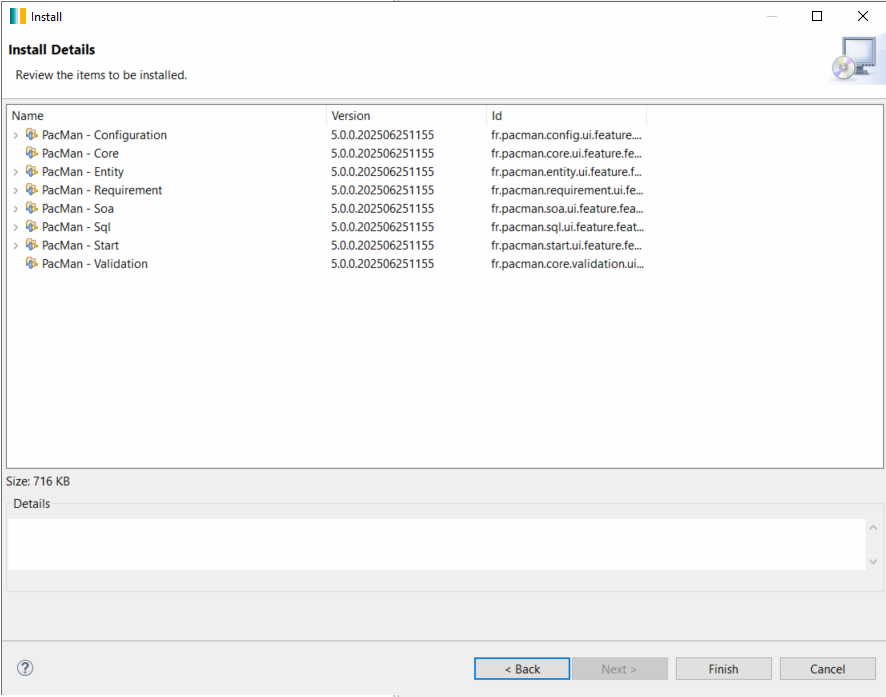 Install
Install Details
Review the items to be installed.
Name Version Id
PacMan - Configuration 5.0.0.202506251155 fr.pacman.config.ui.feature....
PacMan - Core 5.0.0.202506251155 fr.pacman.core.ui.feature.fe...
PacMan - Entity 5.0.0.202506251155 fr.pacman.entity.ui.feature.f...
PacMan - Requirement 5.0.0.202506251155 fr.pacman.requirement.ui.fe...
PacMan - Soa 5.0.0.202506251155 fr.pacman.soa.ui.feature.fea...
PacMan - Sql 5.0.0.202506251155 fr.pacman.sql.ui.feature.feat...
PacMan - Start 5.0.0.202506251155 fr.pacman.start.ui.feature.fe...
PacMan - Validation 5.0.0.202506251155 fr.pacman.core.validation.ui...
Size: 716 KB
Details
? < Back Next > Finish Cancel